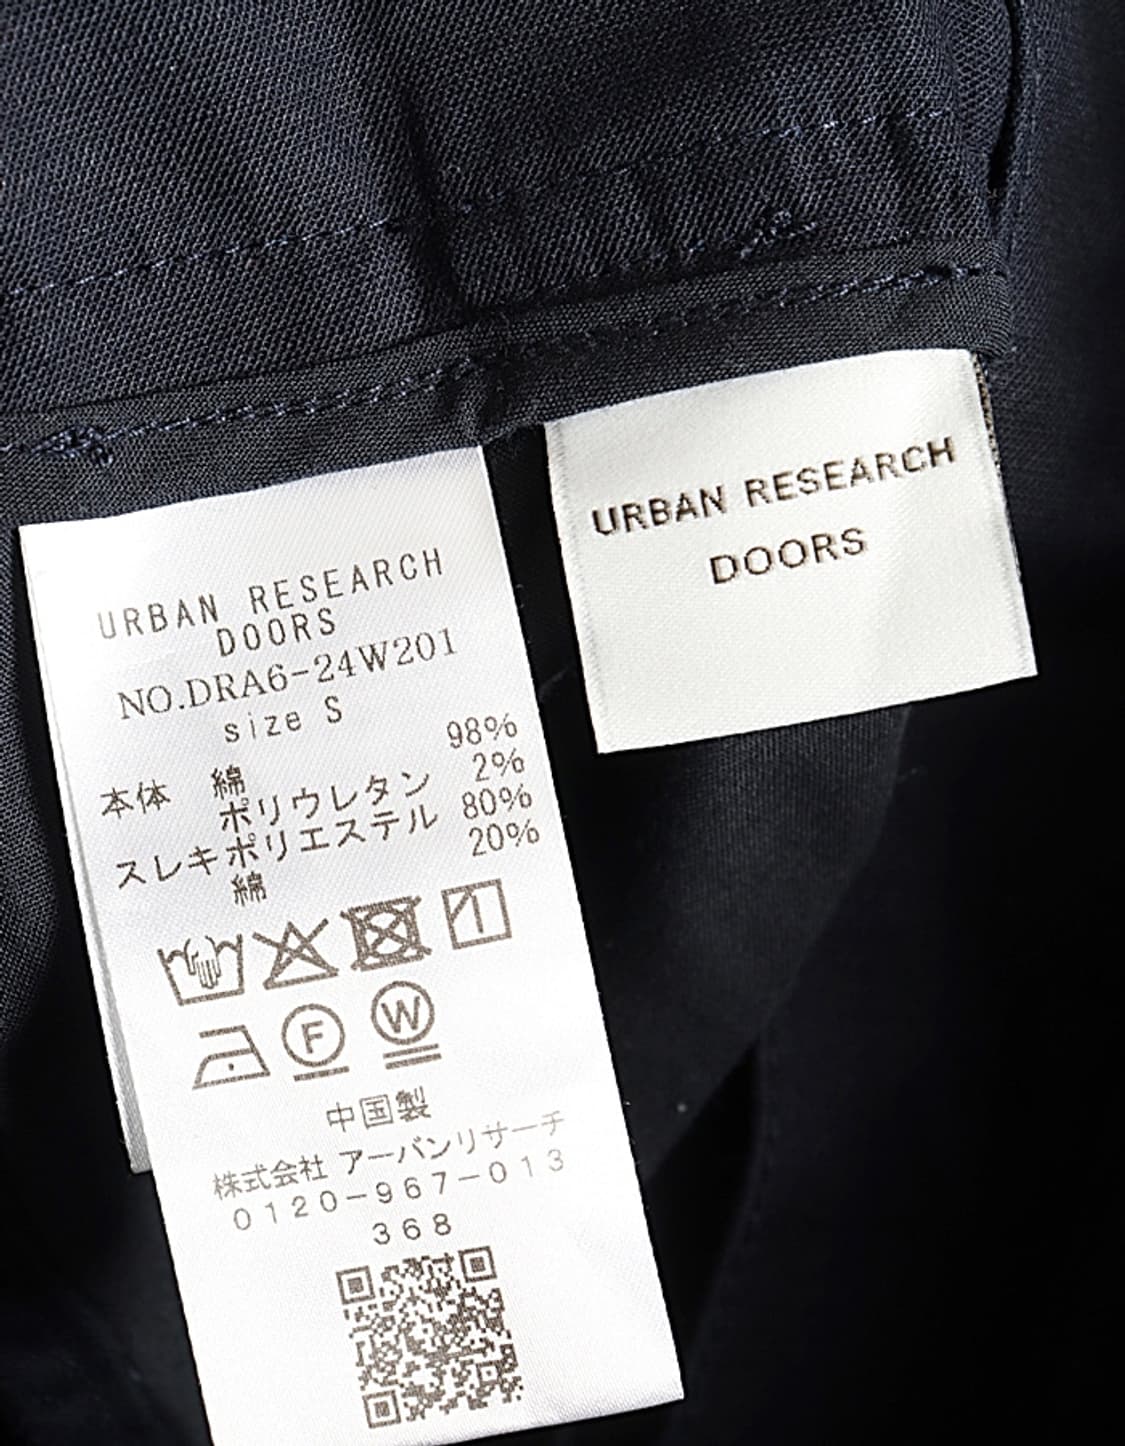 URBAN RESEARCH
DOORS
NO.DRA6-24W201
size S
本体 綿 98%
ポリウレタン 2%
スレキポリエステル 80%
綿 20%
F W
中国製
株式会社 アーバンリサーチ
0120-967-013
368
URBAN RESEARCH
DOORS